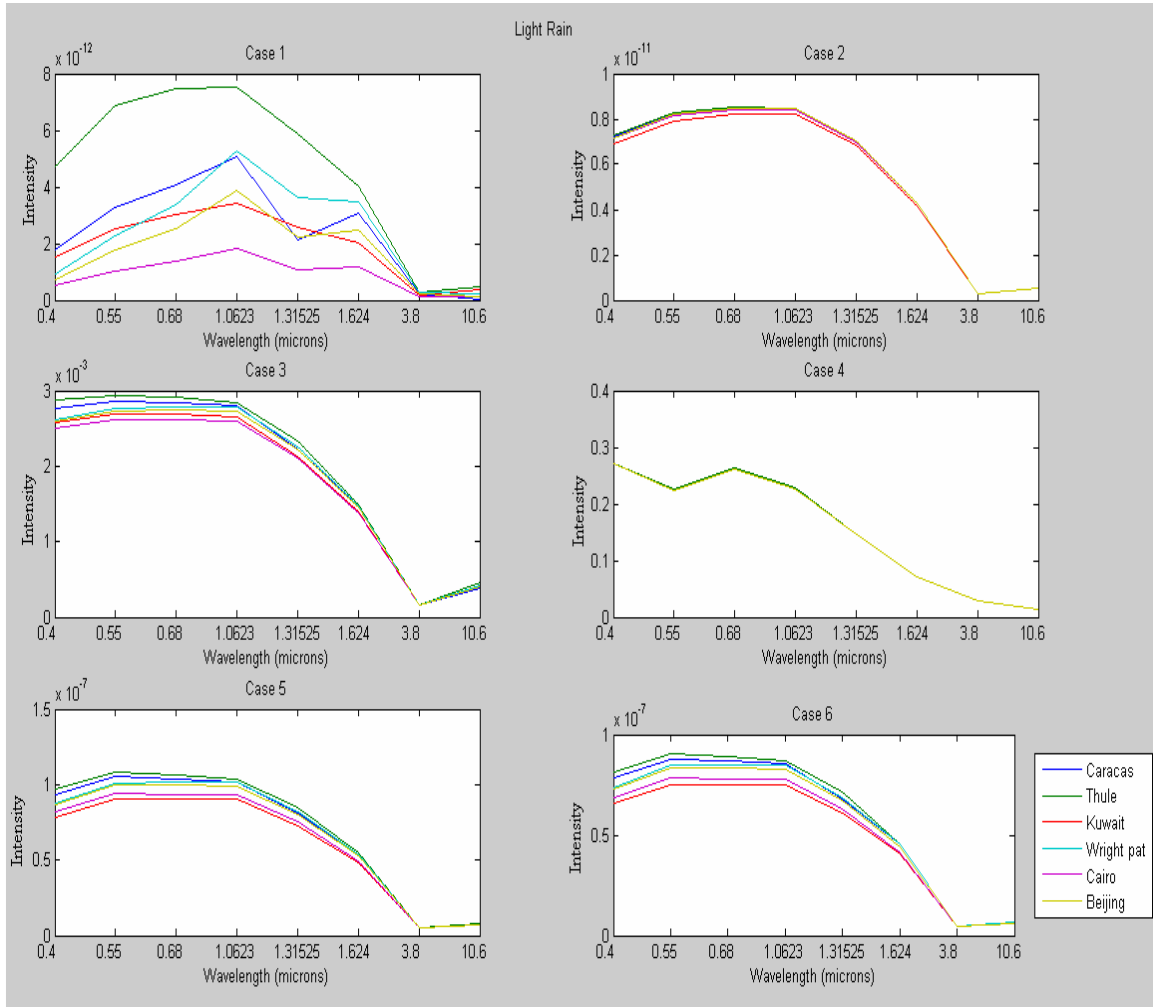 Light Rain
x 10^-12
Case 1
8
6
4
2
0
Intensity
0.4 0.55 0.68 1.0623 1.31525 1.624 3.8 10.6
Wavelength (microns)
x 10^-11
Case 2
1
0.8
0.6
0.4
0.2
0
Intensity
0.4 0.55 0.68 1.0623 1.31525 1.624 3.8 10.6
Wavelength (microns)
x 10^-3
Case 3
3
2
1
0
Intensity
0.4 0.55 0.68 1.0623 1.31525 1.624 3.8 10.6
Wavelength (microns)
Case 4
0.4
0.3
0.2
0.1
0
Intensity
0.4 0.55 0.68 1.0623 1.31525 1.624 3.8 10.6
Wavelength (microns)
x 10^-7
Case 5
1.5
1
0.5
0
Intensity
0.4 0.55 0.68 1.0623 1.31525 1.624 3.8 10.6
Wavelength (microns)
x 10^-7
Case 6
1
0.5
0
Intensity
0.4 0.55 0.68 1.0623 1.31525 1.624 3.8 10.6
Wavelength (microns)
Caracas
Thule
Kuwait
Wright pat
Cairo
Beijing